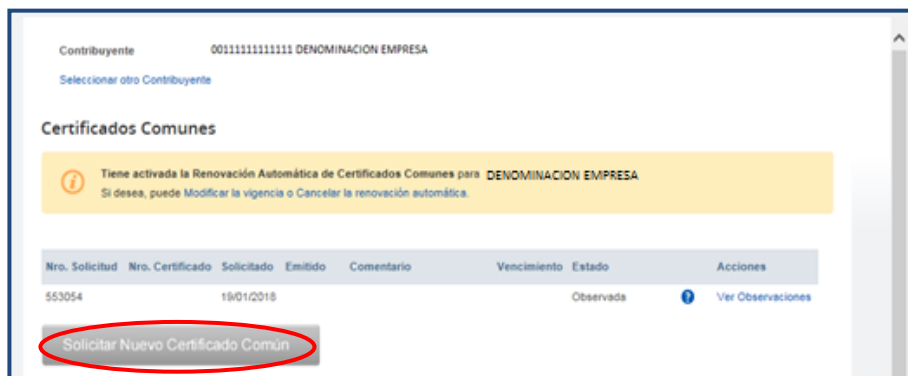 Contribuyente 00111111111111 DENOMINACION EMPRESA
Seleccionar otro Contribuyente
Certificados Comunes
Tiene activada la Renovación Automática de Certificados Comunes para DENOMINACION EMPRESA
Si desea, puede Modificar la vigencia o Cancelar la renovación automática.
Nro. Solicitud Nro. Certificado Solicitado Emitido Comentario Vencimiento Estado Acciones
553054 19/01/2018 Observada ? Ver Observaciones
Solicitar Nuevo Certificado Común